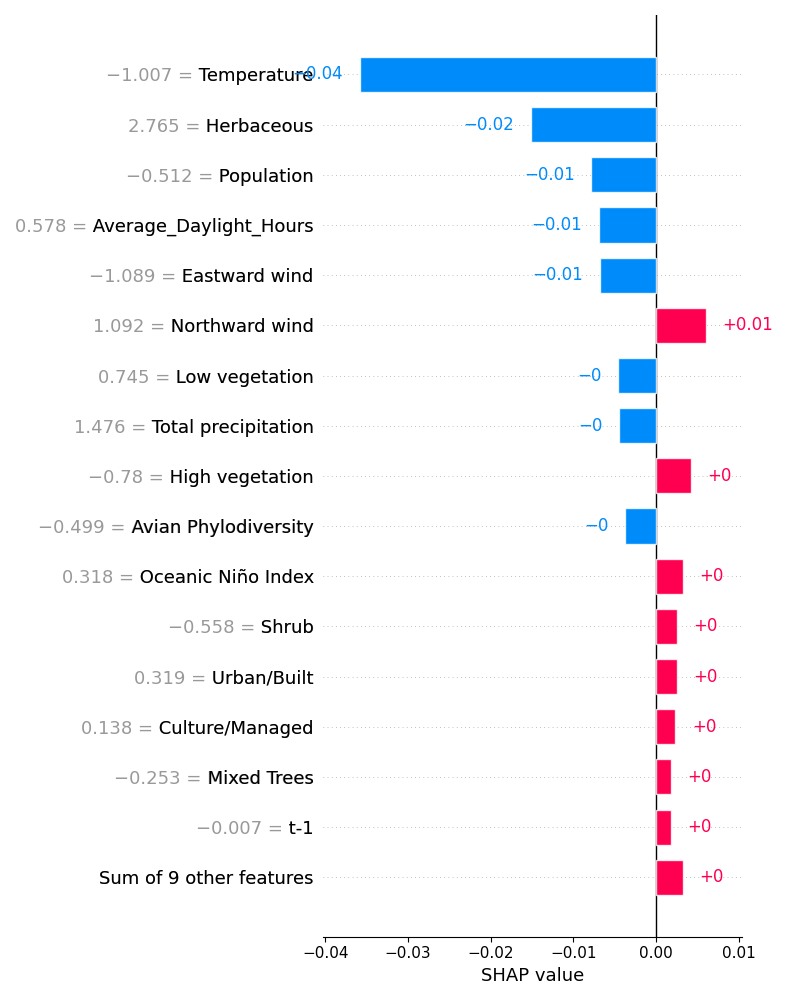 −1.007 = Temperature −0.04
2.765 = Herbaceous −0.02
−0.512 = Population −0.01
0.578 = Average_Daylight_Hours −0.01
−1.089 = Eastward wind −0.01
1.092 = Northward wind +0.01
0.745 = Low vegetation −0
1.476 = Total precipitation −0
−0.78 = High vegetation +0
−0.499 = Avian Phylodiversity −0
0.318 = Oceanic Niño Index +0
−0.558 = Shrub +0
0.319 = Urban/Built +0
0.138 = Culture/Managed +0
−0.253 = Mixed Trees +0
−0.007 = t-1 +0
Sum of 9 other features +0
−0.04 −0.03 −0.02 −0.01 0.00 0.01
SHAP value